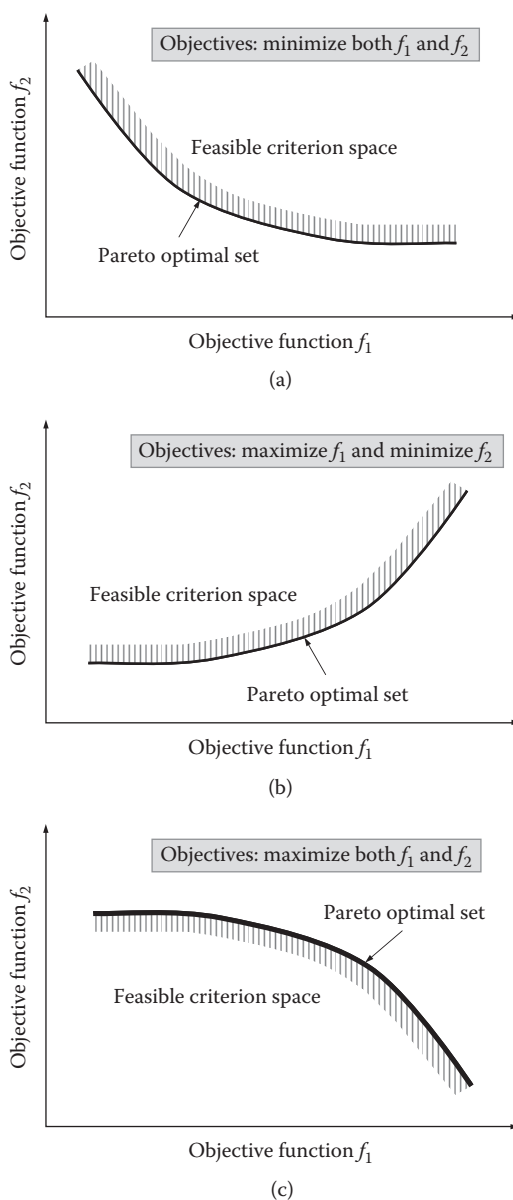 Objectives: minimize both f₁ and f₂
Objective function f₂
Feasible criterion space
Pareto optimal set
Objective function f₁
(a)
Objectives: maximize f₁ and minimize f₂
Objective function f₂
Feasible criterion space
Pareto optimal set
Objective function f₁
(b)
Objectives: maximize both f₁ and f₂
Objective function f₂
Pareto optimal set
Feasible criterion space
Objective function f₁
(c)